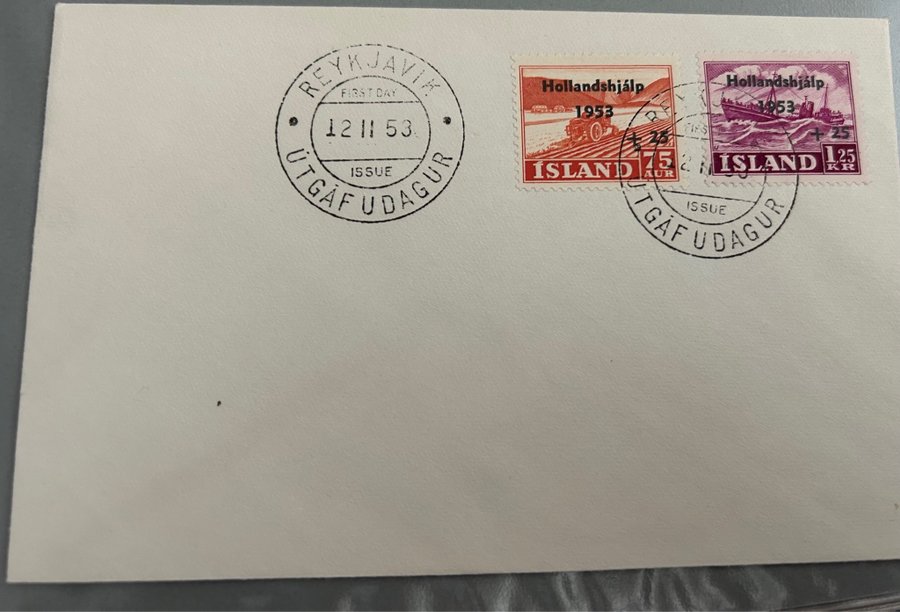 REYKJAVIK
FIRST DAY
12 II 53
ISSUE
ÚTGÁFUDAGUR
Hollandshjálp
1953
+ 25
75
ÍSLAND AUR
Hollandshjálp
1953
+ 25
ÍSLAND 1.25
KR
ISSUE
ÚTGÁFUDAGUR